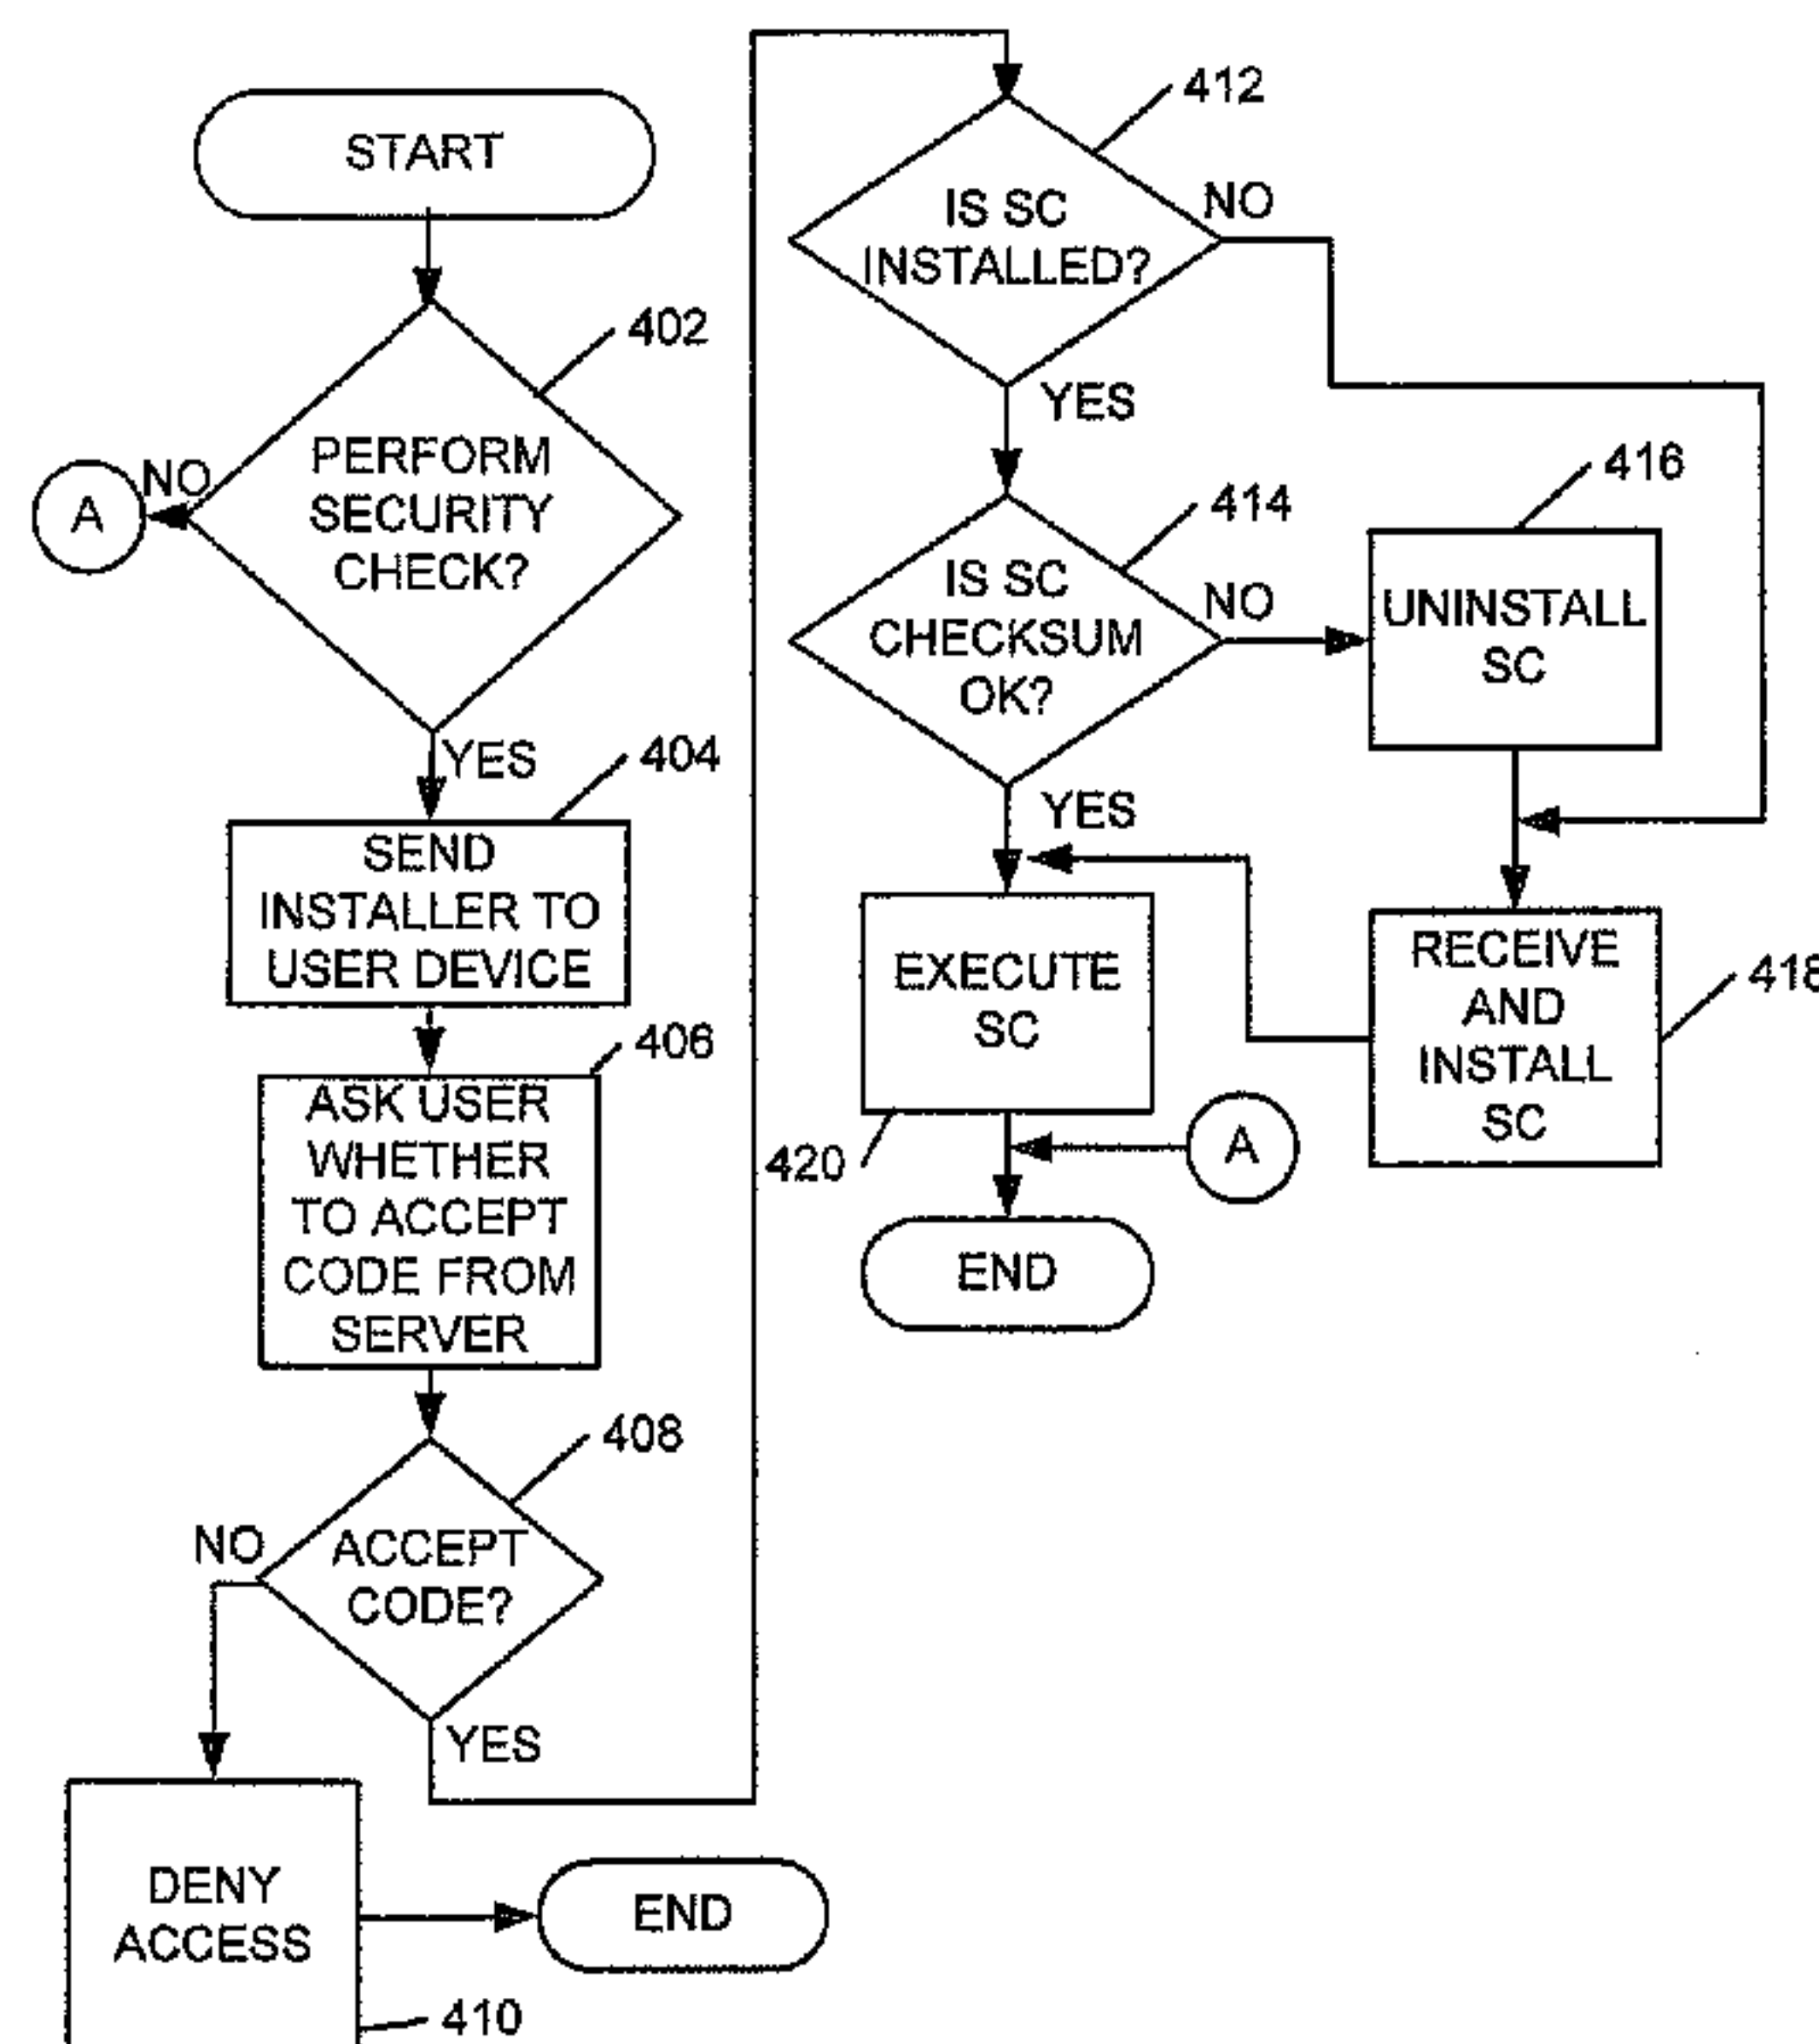 START
402
PERFORM
SECURITY
CHECK?
NO
A
YES
404
SEND
INSTALLER TO
USER DEVICE
406
ASK USER
WHETHER
TO ACCEPT
CODE FROM
SERVER
408
ACCEPT
CODE?
NO
YES
DENY
ACCESS
410
END
412
IS SC
INSTALLED?
NO
YES
414
IS SC
CHECKSUM
OK?
NO
YES
416
UNINSTALL
SC
418
RECEIVE
AND
INSTALL
SC
EXECUTE
SC
420
A
END